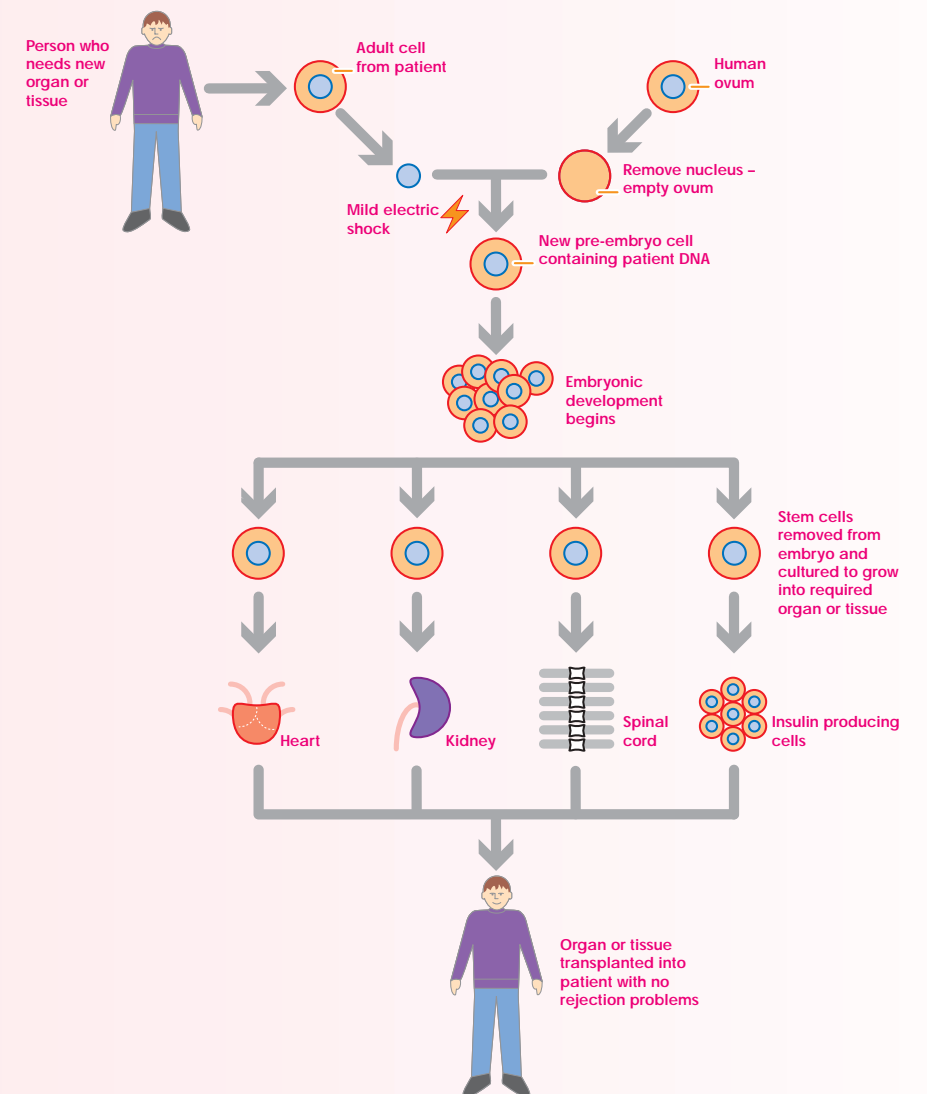 Person who
needs new
organ or
tissue
Adult cell
from patient
Human
ovum
Remove nucleus –
empty ovum
Mild electric
shock
New pre-embryo cell
containing patient DNA
Embryonic
development
begins
Stem cells
removed from
embryo and
cultured to grow
into required
organ or tissue
Heart
Kidney
Spinal
cord
Insulin producing
cells
Organ or tissue
transplanted into
patient with no
rejection problems